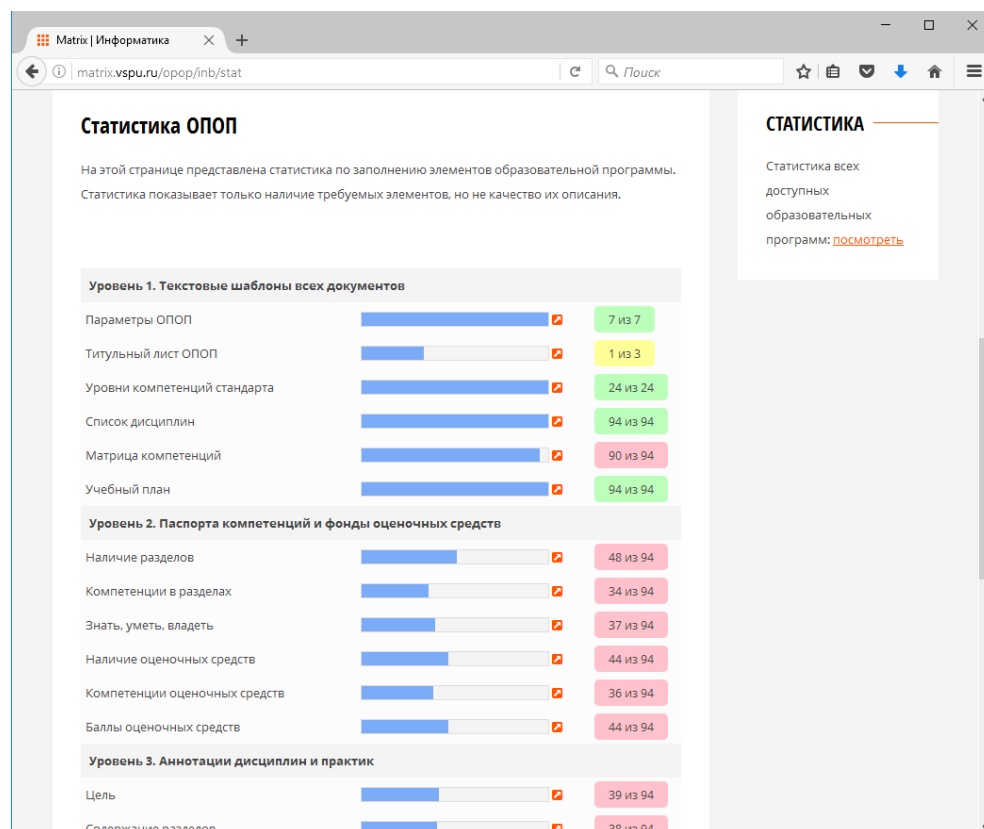 Matrix | Информатика
matrix.vspu.ru/opop/inb/stat
Поиск
Статистика ОПОП
На этой странице представлена статистика по заполнению элементов образовательной программы.
Статистика показывает только наличие требуемых элементов, но не качество их описания.
СТАТИСТИКА
Статистика всех
доступных
образовательных
программ: посмотреть
Уровень 1. Текстовые шаблоны всех документов
Параметры ОПОП 7 из 7
Титульный лист ОПОП 1 из 3
Уровни компетенций стандарта 24 из 24
Список дисциплин 94 из 94
Матрица компетенций 90 из 94
Учебный план 94 из 94
Уровень 2. Паспорта компетенций и фонды оценочных средств
Наличие разделов 48 из 94
Компетенции в разделах 34 из 94
Знать, уметь, владеть 37 из 94
Наличие оценочных средств 44 из 94
Компетенции оценочных средств 36 из 94
Баллы оценочных средств 44 из 94
Уровень 3. Аннотации дисциплин и практик
Цель 39 из 94
Содержание разделов 38 из 94